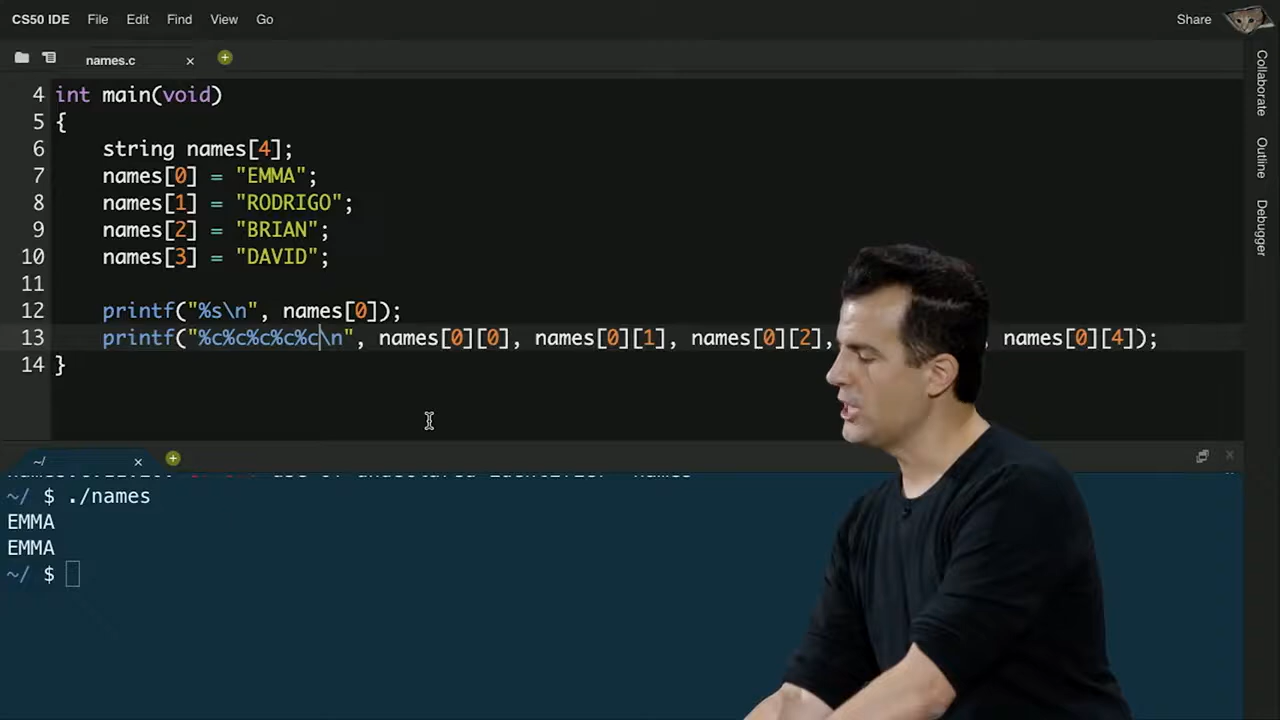 CS50 IDE File Edit Find View Go Share
names.c
4 int main(void)
5 {
6 string names[4];
7 names[0] = "EMMA";
8 names[1] = "RODRIGO";
9 names[2] = "BRIAN";
10 names[3] = "DAVID";
11
12 printf("%s\n", names[0]);
13 printf("%c%c%c%c%c\n", names[0][0], names[0][1], names[0][2], , names[0][4]);
14 }
~/
~/ $ ./names
EMMA
EMMA
~/ $
Collaborate
Outline
Debugger